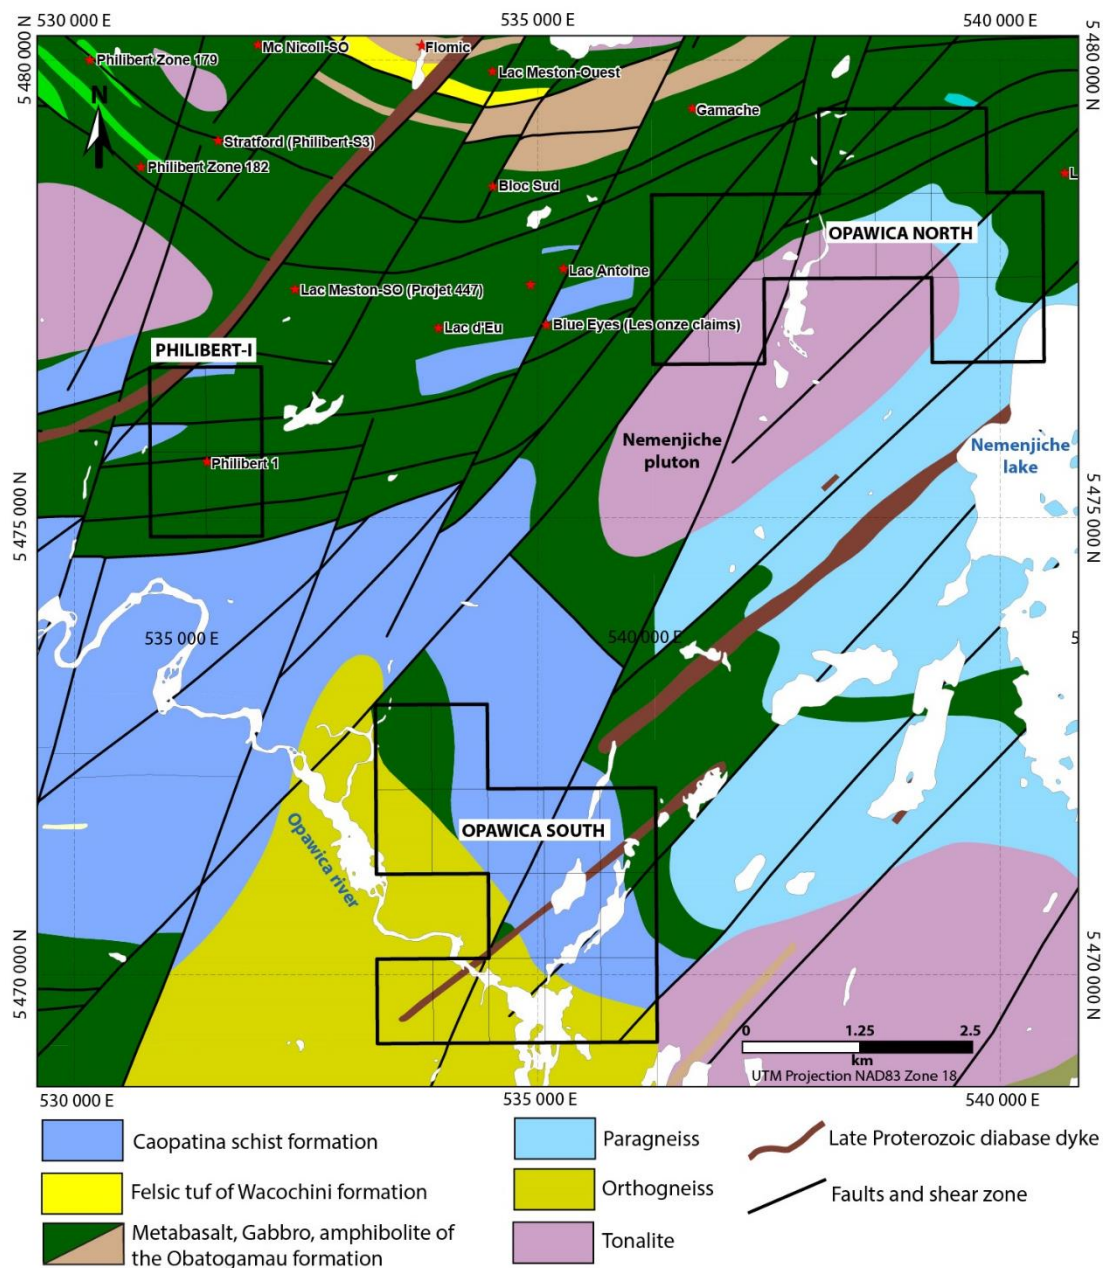 530 000 E
535 000 E
540 000 E
5 480 000 N
5 480 000 N
Mc Nicoll-SO
Flomic
Philibert Zone 179
Lac Meston-Ouest
N
Gamache
Stratford (Philibert-S3)
Philibert Zone 182
L
Bloc Sud
OPAWICA NORTH
Lac Antoine
Lac Meston-SO (Projet 447)
Lac d'Eu
Blue Eyes (Les onze claims)
PHILIBERT-I
Nemenjiche
pluton
Nemenjiche
lake
Philibert 1
5 475 000 N
5 475 000 N
535 000 E
540 000 E
5
Opawica river
OPAWICA SOUTH
5 470 000 N
5 470 000 N
0
1.25
2.5
km
UTM Projection NAD83 Zone 18
530 000 E
535 000 E
540 000 E
Caopatina schist formation
Felsic tuf of Wacochini formation
Metabasalt, Gabbro, amphibolite of
the Obatogamau formation
Paragneiss
Orthogneiss
Tonalite
Late Proterozoic diabase dyke
Faults and shear zone